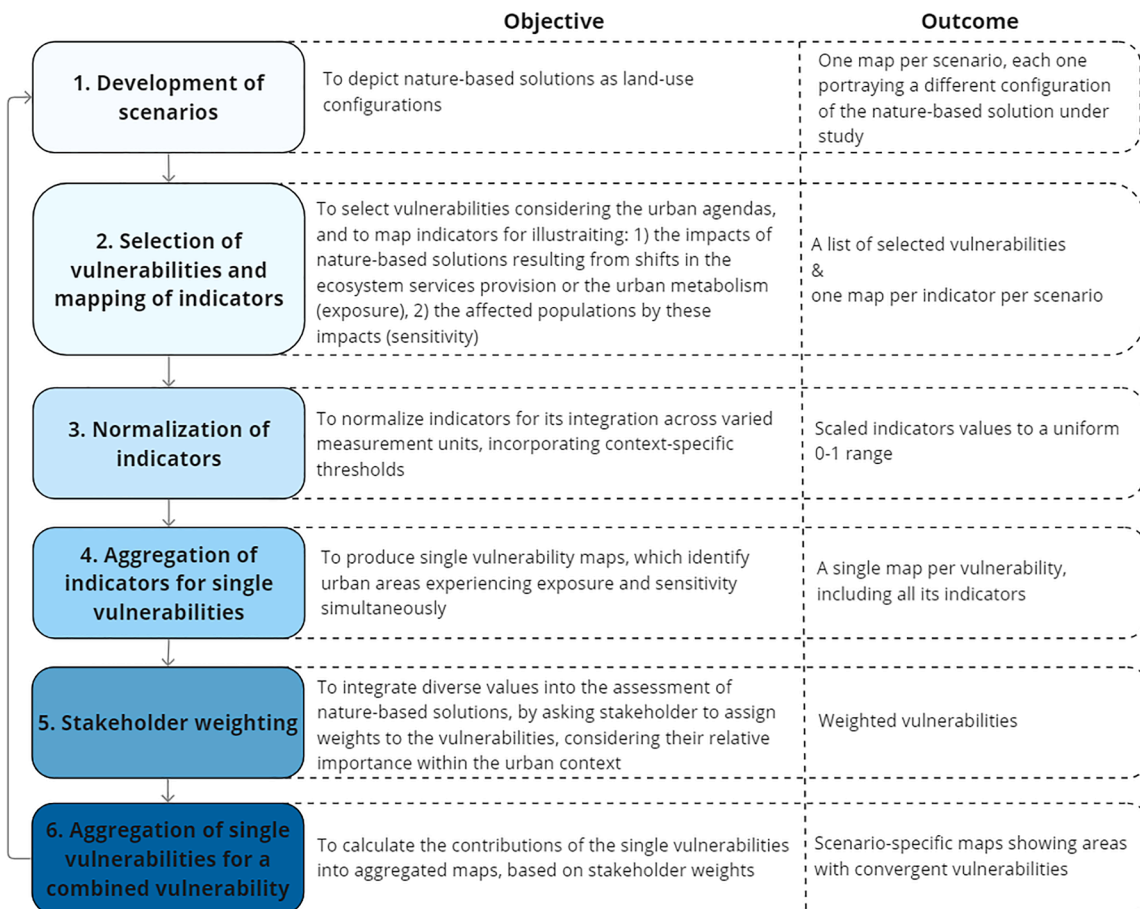 Objective
Outcome
1. Development of
scenarios
To depict nature-based solutions as land-use
configurations
One map per scenario, each one
portraying a different configuration
of the nature-based solution under
study
2. Selection of
vulnerabilities and
mapping of indicators
To select vulnerabilities considering the urban agendas,
and to map indicators for illustraiting: 1) the impacts of
nature-based solutions resulting from shifts in the
ecosystem services provision or the urban metabolism
(exposure), 2) the affected populations by these
impacts (sensitivity)
A list of selected vulnerabilities
&
one map per indicator per scenario
3. Normalization of
indicators
To normalize indicators for its integration across varied
measurement units, incorporating context-specific
thresholds
Scaled indicators values to a uniform
0-1 range
4. Aggregation of
indicators for single
vulnerabilities
To produce single vulnerability maps, which identify
urban areas experiencing exposure and sensitivity
simultaneously
A single map per vulnerability,
including all its indicators
5. Stakeholder weighting
To integrate diverse values into the assessment of
nature-based solutions, by asking stakeholder to assign
weights to the vulnerabilities, considering their relative
importance within the urban context
Weighted vulnerabilities
6. Aggregation of single
vulnerabilities for a
combined vulnerability
To calculate the contributions of the single vulnerabilities
into aggregated maps, based on stakeholder weights
Scenario-specific maps showing areas
with convergent vulnerabilities